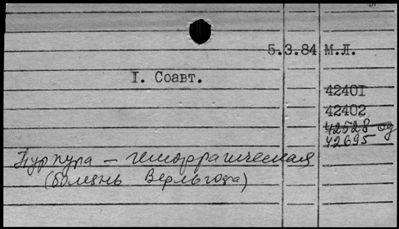 5.3.84 М.Л.
I. Соавт.
42401
42402
42528 од
42695
Пурпура – геморрагическая
(болезнь Верльгофа)